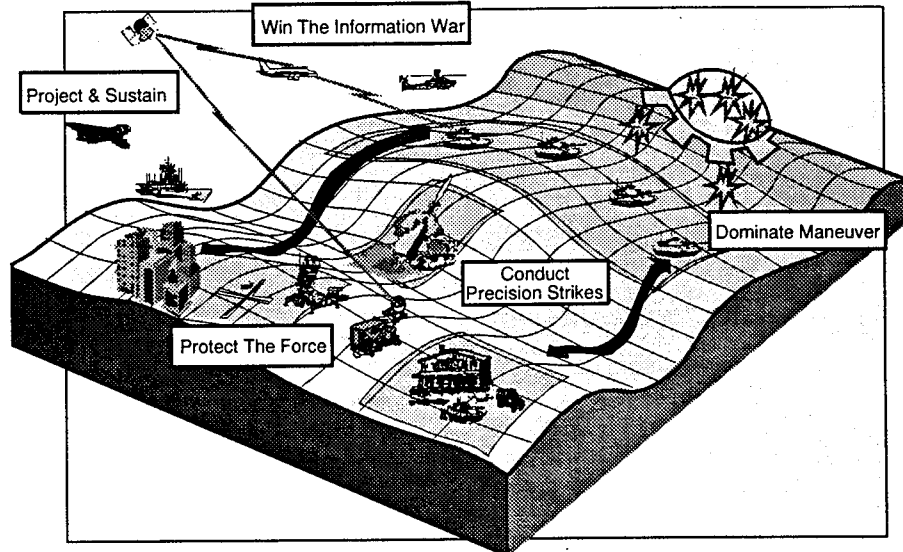 Win The Information War
Project & Sustain
Dominate Maneuver
Conduct
Precision Strikes
Protect The Force